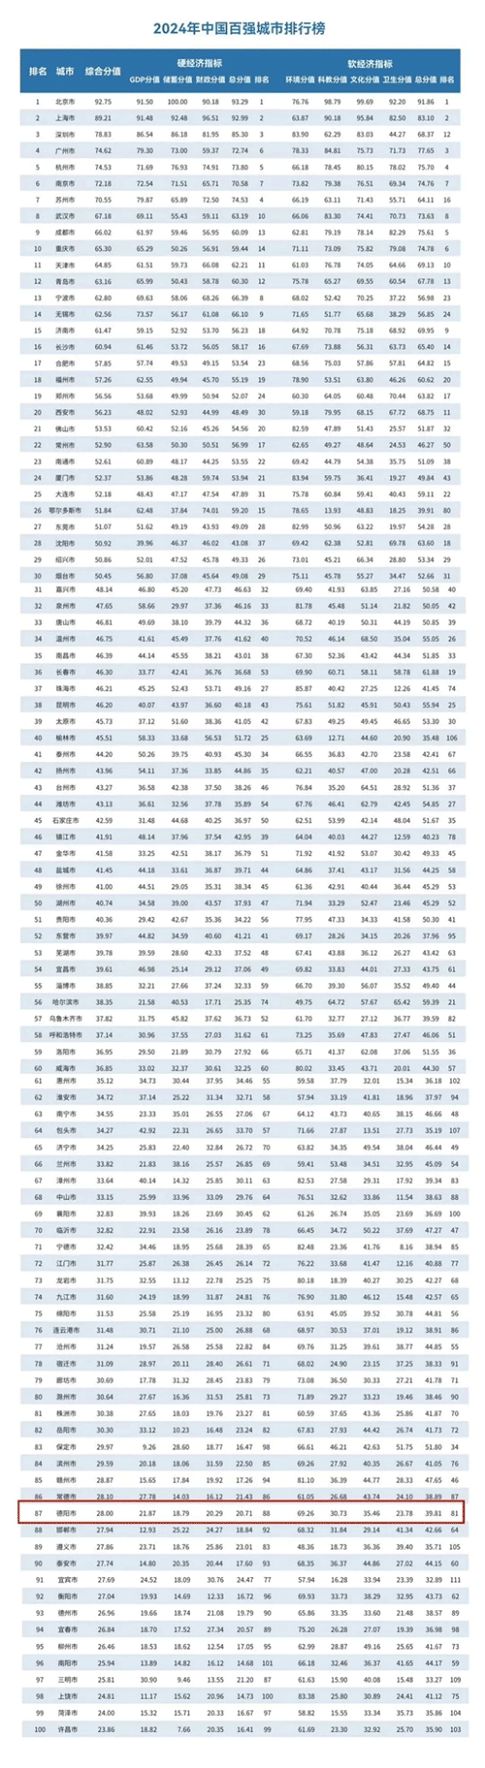 2024年中国百强城市排行榜
硬经济指标 软经济指标
排名 城市 综合分值 GDP分值 储蓄分值 财政分值 总分值 排名 环境分值 科教分值 文化分值 卫生分值 总分值 排名
1 北京市 92.75 91.50 100.00 90.18 93.29 1 76.76 98.79 99.69 92.20 91.86 1
2 上海市 89.21 91.48 92.48 96.51 92.99 2 63.87 90.18 95.84 82.50 83.10 2
3 深圳市 78.83 86.54 86.18 81.95 85.30 3 83.90 62.29 83.03 44.27 68.37 12
4 广州市 74.62 79.30 73.00 59.37 72.74 6 78.33 84.81 75.73 71.73 77.65 3
5 杭州市 74.53 71.69 76.93 74.91 73.80 5 66.18 78.45 80.15 78.02 75.70 4
6 南京市 72.18 72.54 71.51 65.71 70.58 7 73.82 79.38 76.51 69.34 74.76 7
7 苏州市 70.55 79.87 65.89 72.50 74.53 4 66.19 63.11 71.43 55.71 64.11 16
8 武汉市 67.18 69.11 55.43 59.11 63.19 10 66.06 83.30 74.41 70.73 73.63 8
9 成都市 66.02 61.97 59.46 55.95 60.09 13 62.81 79.19 78.14 82.29 75.61 5
10 重庆市 65.30 65.29 50.26 56.91 59.44 14 71.11 73.09 75.82 79.08 74.78 6
11 天津市 64.85 61.51 59.73 66.08 62.21 11 61.03 76.78 74.05 64.66 69.13 10
12 青岛市 63.16 65.99 50.43 58.78 60.30 12 75.78 65.27 69.55 60.54 67.78 13
13 宁波市 62.80 69.63 58.06 68.26 66.39 8 68.02 52.42 70.25 37.22 56.98 23
14 无锡市 62.56 73.57 56.17 61.08 66.10 9 71.65 51.77 65.68 38.29 56.85 24
15 济南市 61.47 59.15 52.92 53.70 56.23 18 64.92 70.78 75.18 68.92 69.95 9
16 长沙市 60.94 61.46 53.72 56.05 58.17 16 67.69 73.88 56.31 63.73 65.40 14
17 合肥市 57.85 57.74 49.53 49.15 53.54 23 68.56 75.03 57.86 57.81 64.82 15
18 福州市 57.26 62.55 49.94 45.70 55.19 19 78.90 53.51 63.80 46.26 60.62 20
19 郑州市 56.56 53.68 49.99 50.94 52.07 24 60.30 64.05 60.48 70.44 63.82 17
20 西安市 56.23 48.02 52.93 44.99 48.49 30 59.18 79.95 68.15 67.72 68.75 11
21 佛山市 53.53 60.42 52.16 45.26 54.56 20 82.59 47.89 51.43 25.57 51.87 32
22 常州市 52.90 63.58 50.30 50.51 56.99 17 62.65 49.27 48.64 24.53 46.27 50
23 南通市 52.61 60.89 48.17 44.25 53.55 22 69.42 44.79 54.38 35.75 51.09 38
24 厦门市 52.37 53.86 48.28 59.74 53.94 21 83.94 59.75 36.41 19.27 49.84 43
25 大连市 52.18 48.43 47.17 47.54 47.89 31 75.78 60.84 59.41 40.43 59.11 22
26 鄂尔多斯市 51.84 62.48 37.84 74.01 59.20 15 78.65 13.93 48.83 18.25 39.91 80
27 东莞市 51.07 51.62 49.19 43.93 49.09 28 82.99 50.96 63.22 19.97 54.28 28
28 沈阳市 50.92 39.96 46.37 46.02 43.08 37 69.42 62.38 52.81 69.78 63.60 18
29 绍兴市 50.86 52.01 47.52 45.78 49.33 26 73.01 45.21 66.34 28.80 53.34 29
30 烟台市 50.45 56.80 37.08 45.64 49.08 29 75.11 45.78 55.27 34.47 52.66 31
31 嘉兴市 48.14 46.80 45.20 47.73 46.63 32 69.40 41.93 63.85 27.16 50.58 40
32 泉州市 47.65 58.66 29.97 37.36 46.16 33 81.78 45.48 51.14 21.82 50.05 42
33 唐山市 46.81 49.69 38.10 39.79 44.32 36 68.72 40.19 50.31 44.19 50.85 39
34 温州市 46.75 41.61 45.49 37.76 41.62 40 70.52 46.14 68.50 35.04 55.05 26
35 南昌市 46.39 44.14 45.55 38.21 43.01 38 67.30 52.36 43.42 44.34 51.85 33
36 长春市 46.30 33.77 42.41 36.76 36.68 53 69.90 60.71 58.11 58.78 61.88 19
37 珠海市 46.21 45.25 52.43 53.71 49.16 27 85.87 40.42 27.25 12.26 41.45 74
38 昆明市 46.20 40.07 43.97 36.60 40.18 43 75.61 51.82 45.91 50.43 55.94 25
39 太原市 45.73 37.12 51.60 38.36 41.05 42 67.83 49.25 49.45 46.65 53.30 30
40 榆林市 45.51 58.33 33.68 56.53 51.72 25 63.69 12.71 44.60 20.90 35.48 106
41 泰州市 44.20 50.26 39.75 40.93 45.30 34 66.55 36.83 42.70 23.58 42.41 67
42 扬州市 43.96 54.11 37.36 33.85 44.86 35 62.21 40.57 47.00 20.28 42.51 66
43 台州市 43.27 36.58 42.38 37.50 38.26 46 76.84 35.20 64.51 28.92 51.36 37
44 潍坊市 43.13 36.61 32.56 37.78 35.89 54 67.76 46.41 62.79 42.45 54.85 27
45 石家庄市 42.59 31.48 44.68 40.25 36.97 50 62.51 53.99 42.14 48.04 51.67 35
46 镇江市 41.91 48.14 37.96 37.54 42.95 39 64.04 40.03 44.27 12.59 40.23 78
47 金华市 41.58 33.25 42.51 38.17 36.79 51 71.92 41.92 53.07 30.42 49.33 45
48 盐城市 41.45 44.18 33.61 36.87 39.71 44 64.86 37.41 43.17 31.56 44.25 58
49 徐州市 41.00 44.51 29.05 35.31 38.34 45 61.36 42.91 40.44 36.44 45.29 53
50 湖州市 40.74 34.58 39.00 43.57 37.93 47 71.94 33.29 52.47 23.46 45.29 52
51 贵阳市 40.36 29.42 42.67 35.36 34.22 56 77.95 47.33 34.33 41.58 50.30 41
52 东营市 39.97 44.82 34.59 40.60 41.21 41 69.17 28.26 34.15 20.26 37.96 95
53 芜湖市 39.78 39.59 28.60 42.33 37.52 48 67.41 43.88 36.12 26.27 43.42 63
54 宜昌市 39.61 46.98 25.14 29.12 37.06 49 69.82 33.83 44.01 27.33 43.75 61
55 淄博市 38.85 32.21 27.66 37.24 32.33 59 66.70 39.30 56.07 35.52 49.40 44
56 哈尔滨市 38.35 21.58 40.53 17.71 25.35 74 49.75 64.72 57.67 65.42 59.39 21
57 乌鲁木齐市 37.82 31.75 45.82 37.62 36.73 52 61.70 32.77 27.12 36.77 39.59 82
58 呼和浩特市 37.14 30.96 37.55 27.03 31.62 61 73.25 35.69 47.83 27.47 46.06 51
59 洛阳市 36.95 29.50 21.89 30.79 27.92 66 65.71 41.37 62.08 37.06 51.55 36
60 威海市 36.85 33.02 32.37 30.61 32.25 60 80.02 33.45 43.71 20.01 44.30 57
61 惠州市 35.12 34.73 30.44 37.95 34.46 55 59.58 37.79 32.01 15.34 36.18 102
62 淮安市 34.72 37.14 25.22 31.34 32.71 58 57.94 33.19 41.81 18.96 37.97 94
63 南宁市 34.55 23.33 35.01 26.55 27.06 67 64.12 43.73 40.65 38.15 46.66 48
64 包头市 34.27 42.92 22.31 26.65 33.70 57 71.66 27.87 13.51 27.73 35.19 107
65 济宁市 34.25 25.83 22.40 32.84 26.72 70 63.82 34.35 49.54 38.04 46.44 49
66 兰州市 33.82 21.83 38.16 25.57 26.85 69 59.41 53.48 34.51 32.95 45.09 54
67 漳州市 33.64 40.14 14.32 25.85 30.11 63 82.53 27.58 29.31 17.92 39.34 83
68 中山市 33.15 25.99 33.96 33.09 29.76 64 76.51 32.62 33.86 11.54 38.63 88
69 襄阳市 32.83 39.93 18.26 23.69 30.45 62 61.26 26.74 35.05 23.69 36.69 100
70 临沂市 32.82 22.91 23.58 26.16 23.89 78 66.45 34.72 50.22 37.69 47.27 47
71 宁德市 32.42 34.46 18.95 25.68 28.39 65 82.48 23.36 41.76 8.16 38.94 85
72 江门市 31.77 25.87 26.38 26.45 26.14 72 76.22 33.68 41.47 12.16 40.88 77
73 龙岩市 31.75 32.55 13.12 22.78 25.25 75 80.18 18.39 40.27 30.25 42.27 68
74 九江市 31.60 24.19 18.99 31.87 24.81 76 76.90 31.80 46.12 15.48 42.57 65
75 绵阳市 31.53 25.58 25.19 16.95 23.32 80 63.91 45.05 39.52 30.78 44.81 56
76 连云港市 31.48 30.71 21.10 25.00 26.88 68 68.97 30.53 37.01 19.12 38.91 86
77 沧州市 31.24 19.57 26.58 25.58 22.82 84 69.76 31.25 39.61 38.77 44.85 55
78 宿迁市 31.09 28.97 20.11 28.40 26.61 71 68.02 24.90 23.15 37.25 38.33 91
79 廊坊市 30.69 17.78 31.32 28.45 23.83 79 73.08 36.50 30.33 27.21 41.78 71
80 滁州市 30.64 27.67 16.36 31.53 25.81 73 71.89 29.27 33.23 19.46 38.46 90
81 株洲市 30.38 27.65 18.03 19.76 23.27 81 60.59 37.65 43.36 25.86 41.87 70
82 岳阳市 30.30 33.12 10.23 16.48 23.24 82 67.83 27.93 44.42 26.74 41.73 72
83 保定市 29.97 9.26 28.60 18.77 16.47 98 66.61 46.21 42.63 51.75 51.80 34
84 滨州市 29.59 20.18 18.06 31.59 22.50 85 69.26 27.92 40.35 26.67 41.05 76
85 赣州市 28.87 15.65 17.84 19.92 17.26 94 81.10 36.39 44.77 28.33 47.65 46
86 常德市 28.10 27.78 14.03 16.12 21.43 86 61.05 26.68 43.74 24.10 38.89 87
87 德阳市 28.00 21.87 18.79 20.29 20.71 88 69.26 30.73 35.46 23.78 39.81 81
88 邯郸市 27.94 12.93 25.22 24.27 18.84 92 68.32 31.84 29.14 41.34 42.66 64
89 遵义市 27.86 23.71 18.76 25.86 23.01 83 48.36 18.73 36.36 39.40 35.71 105
90 泰安市 27.74 14.80 20.35 20.44 17.60 93 68.35 36.37 44.86 27.02 44.15 60
91 宜宾市 27.69 24.52 18.09 30.76 24.47 77 57.94 16.28 33.94 23.39 32.89 111
92 衡阳市 27.04 19.93 14.69 12.33 16.72 96 69.93 33.73 38.29 32.95 43.73 62
93 德州市 26.96 19.66 18.74 21.08 19.79 90 65.86 33.35 33.60 21.48 38.57 89
94 宜春市 26.84 18.70 17.52 27.34 20.57 89 75.20 26.28 27.07 19.39 36.98 98
95 柳州市 26.46 18.53 18.62 12.54 17.05 95 62.99 28.87 49.16 25.65 41.67 73
96 南阳市 25.94 13.89 14.82 16.12 14.68 101 66.18 32.46 36.37 41.65 44.17 59
97 三明市 25.81 30.90 9.46 13.55 21.20 87 61.63 15.90 40.08 15.48 33.27 109
98 上饶市 24.81 11.17 15.62 20.96 14.73 100 83.38 25.80 30.89 24.41 41.12 75
99 菏泽市 24.00 15.32 15.71 20.33 16.67 97 58.82 15.55 33.34 35.73 35.86 104
100 许昌市 23.86 18.82 7.66 20.35 16.41 99 61.69 23.30 32.92 25.70 35.90 103